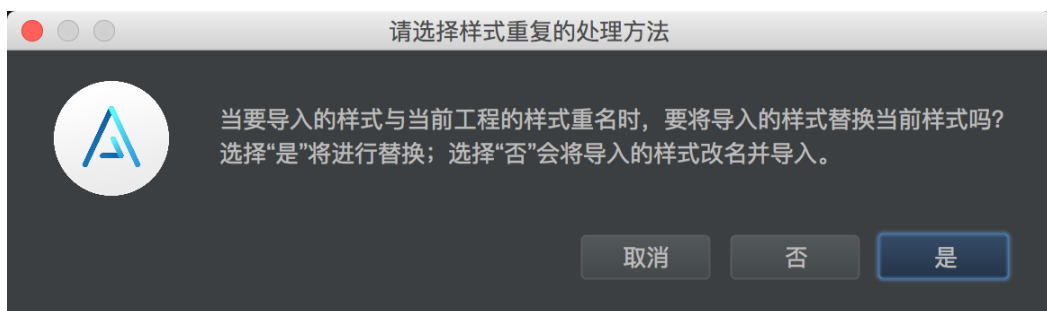 请选择样式重复的处理方法
当要导入的样式与当前工程的样式重名时，要将导入的样式替换当前样式吗？
选择“是”将进行替换；选择“否”会将导入的样式改名并导入。
取消
否
是